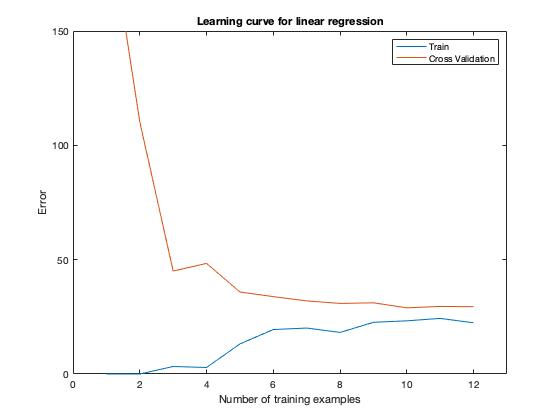 Learning curve for linear regression
150
Train
Cross Validation
100
Error
50
0
0 2 4 6 8 10 12
Number of training examples